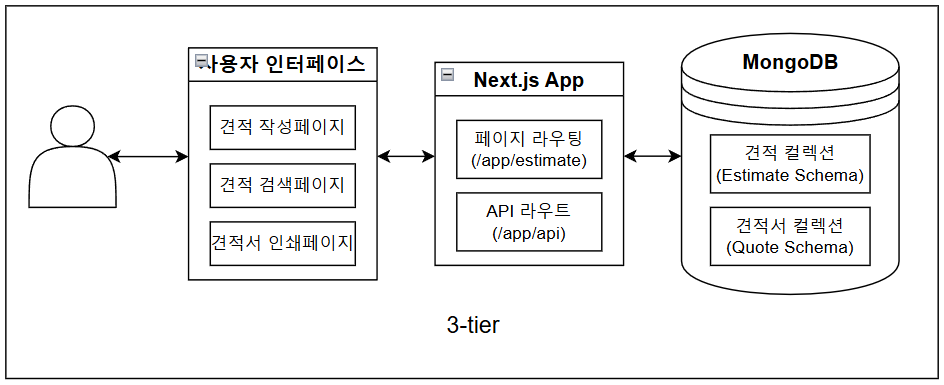 사용자 인터페이스
견적 작성페이지
견적 검색페이지
견적서 인쇄페이지
Next.js App
페이지 라우팅
(/app/estimate)
API 라우트
(/app/api)
MongoDB
견적 컬렉션
(Estimate Schema)
견적서 컬렉션
(Quote Schema)
3-tier